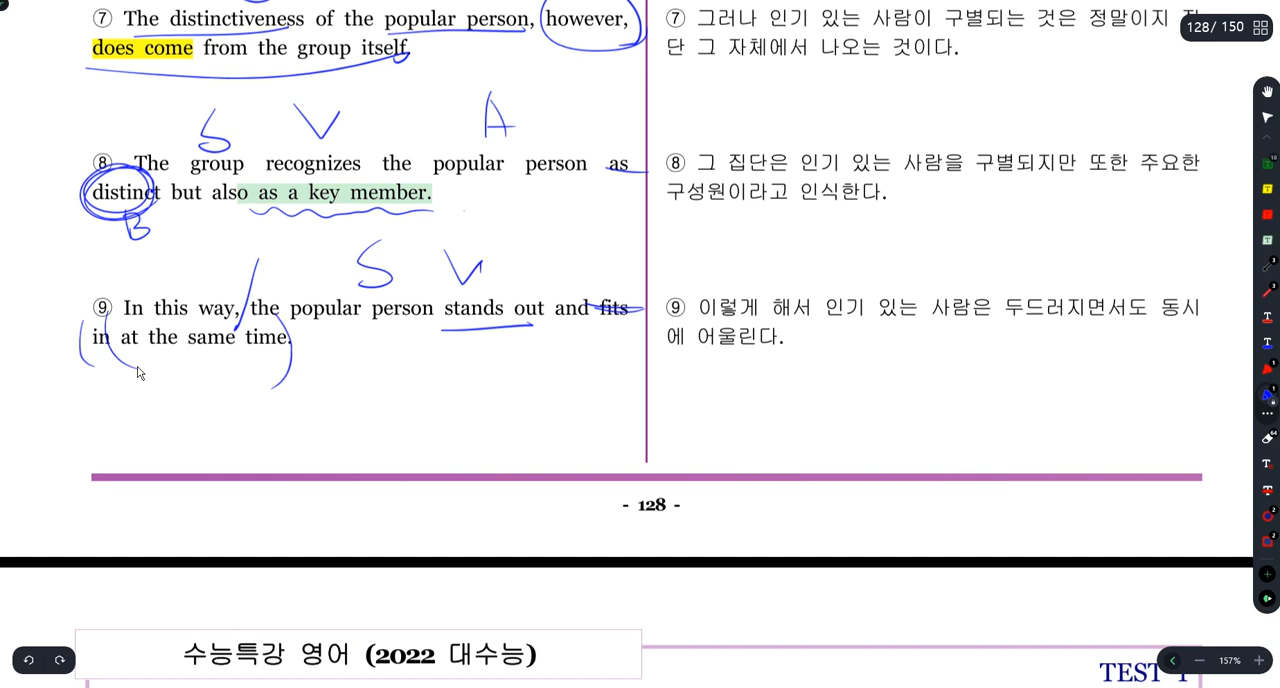 ⑦ The distinctiveness of the popular person, however,
does come from the group itself.
⑦ 그러나 인기 있는 사람이 구별되는 것은 정말이지
단 그 자체에서 나오는 것이다.
128/ 150
S V A
⑧ The group recognizes the popular person as
distinct but also as a key member.
B
⑧ 그 집단은 인기 있는 사람을 구별되지만 또한 주요한
구성원이라고 인식한다.
S V
⑨ In this way, the popular person stands out and fits
in at the same time.
⑨ 이렇게 해서 인기 있는 사람은 두드러지면서도 동시
에 어울린다.
- 128 -
수능특강 영어 (2022 대수능)
TEST
157%